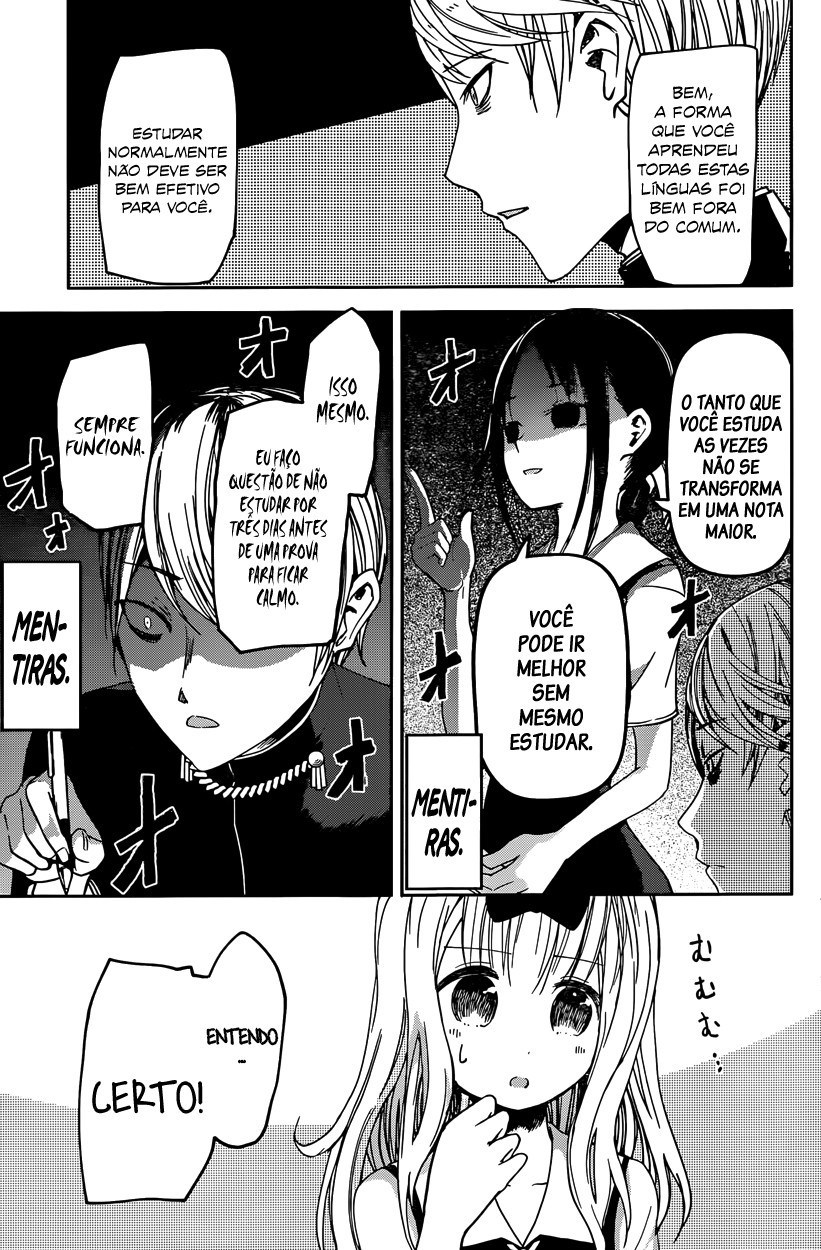 BEM,
A FORMA
QUE VOCÊ
APRENDEU
TODAS ESTAS
LÍNGUAS FOI
BEM FORA
DO COMUM.
ESTUDAR
NORMALMENTE
NÃO DEVE SER
BEM EFETIVO
PARA VOCÊ.
O TANTO QUE
VOCÊ ESTUDA
AS VEZES
NÃO SE
TRANSFORMA
EM UMA NOTA
MAIOR.
VOCÊ
PODE IR
MELHOR
SEM
MESMO
ESTUDAR.
MENTI-
RAS.
オ
オ
オ
ISSO
MESMO.
EU FAÇO
QUESTÃO DE NÃO
ESTUDAR POR
TRÊS DIAS ANTES
DE UMA PROVA
PARA FICAR
CALMO.
SEMPRE
FUNCIONA.
MEN-
TIRAS.
オ
オ
オ
オ
オ
むむむ…
ENTENDO
...
CERTO!